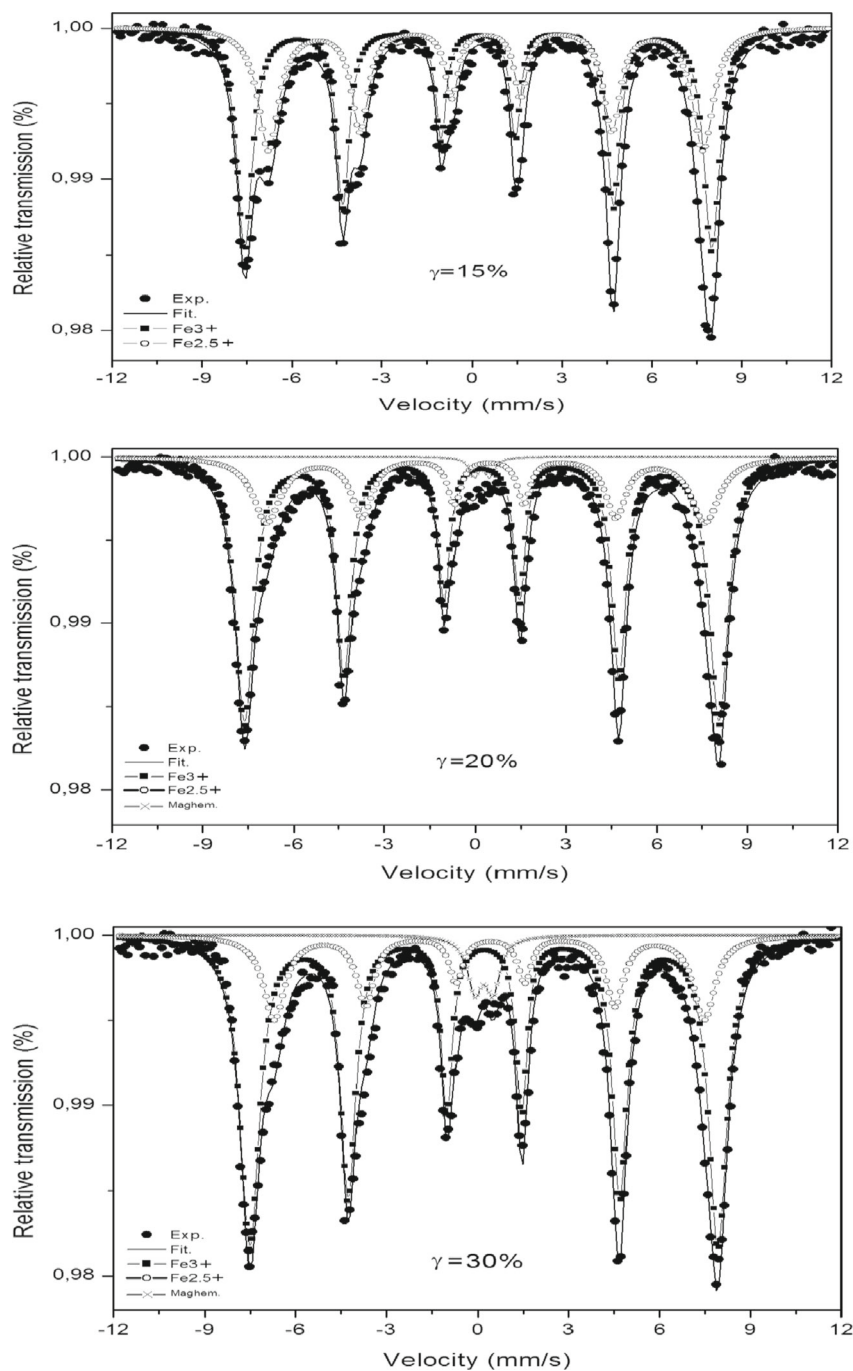 1,00
0,99
0,98
Relative transmission (%)
γ=15%
Exp.
Fit.
Fe3+
Fe2.5+
-12 -9 -6 -3 0 3 6 9 12
Velocity (mm/s)
1,00
0,99
0,98
Relative transmission (%)
γ=20%
Exp.
Fit.
Fe3+
Fe2.5+
Maghem.
-12 -9 -6 -3 0 3 6 9 12
Velocity (mm/s)
1,00
0,99
0,98
Relative transmission (%)
γ=30%
Exp.
Fit.
Fe3+
Fe2.5+
Maghem.
-12 -9 -6 -3 0 3 6 9 12
Velocity (mm/s)